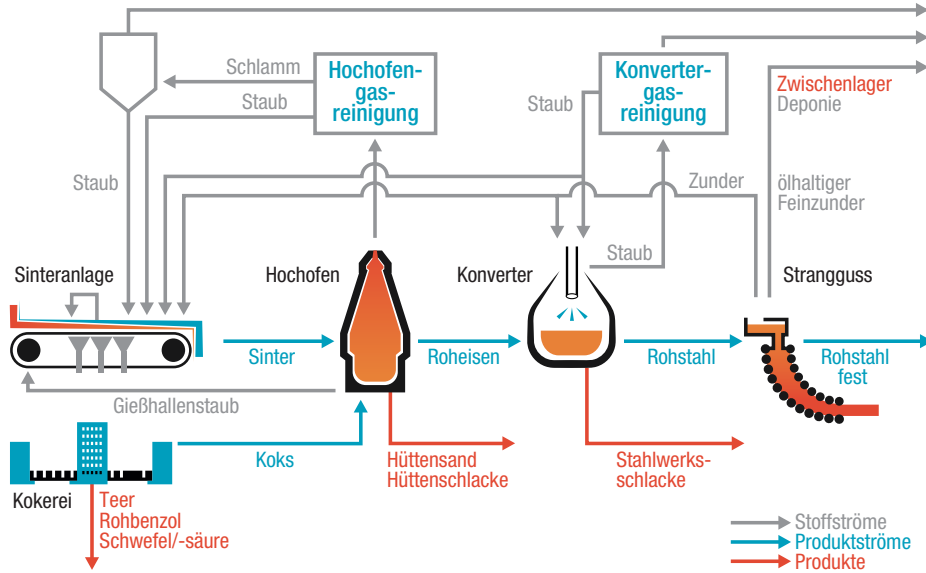 Schlamm
Hochofen-
gas-
reinigung
Konverter-
gas-
reinigung
Zwischenlager
Deponie
Staub
Staub
Staub
Zunder
ölhaltiger
Feinzunder
Staub
Sinteranlage
Hochofen
Konverter
Strangguss
Sinter
Roheisen
Rohstahl
Rohstahl
fest
Gießhallenstaub
Koks
Hüttensand
Hüttenschlacke
Stahlwerks-
schlacke
Kokerei
Teer
Rohbenzol
Schwefel/-säure
Stoffströme
Produktströme
Produkte